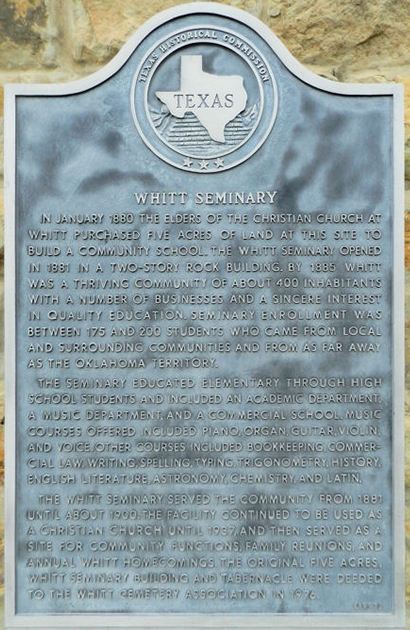 TEXAS HISTORICAL COMMISSION
TEXAS
WHITT SEMINARY
IN JANUARY 1880 THE ELDERS OF THE CHRISTIAN CHURCH AT
WHITT PURCHASED FIVE ACRES OF LAND AT THIS SITE TO
BUILD A COMMUNITY SCHOOL. THE WHITT SEMINARY OPENED
IN 1881 IN A TWO-STORY ROCK BUILDING. BY 1885 WHITT
WAS A THRIVING COMMUNITY OF ABOUT 400 INHABITANTS
WITH A NUMBER OF BUSINESSES AND A SINCERE INTEREST
IN QUALITY EDUCATION. SEMINARY ENROLLMENT WAS
BETWEEN 175 AND 200 STUDENTS WHO CAME FROM LOCAL
AND SURROUNDING COMMUNITIES AND FROM AS FAR AWAY
AS THE OKLAHOMA TERRITORY.
THE SEMINARY EDUCATED ELEMENTARY THROUGH HIGH
SCHOOL STUDENTS AND INCLUDED AN ACADEMIC DEPARTMENT,
A MUSIC DEPARTMENT, AND A COMMERCIAL SCHOOL. MUSIC
COURSES OFFERED INCLUDED PIANO, ORGAN, GUITAR, VIOLIN,
AND VOICE. OTHER COURSES INCLUDED BOOKKEEPING, COMMER-
CIAL LAW, WRITING, SPELLING, TYPING, TRIGONOMETRY, HISTORY,
ENGLISH LITERATURE, ASTRONOMY, CHEMISTRY, AND LATIN.
THE WHITT SEMINARY SERVED THE COMMUNITY FROM 1881
UNTIL ABOUT 1900. THE FACILITY CONTINUED TO BE USED AS
A CHRISTIAN CHURCH UNTIL 1937, AND THEN SERVED AS A
SITE FOR COMMUNITY FUNCTIONS, FAMILY REUNIONS, AND
ANNUAL WHITT HOMECOMINGS. THE ORIGINAL FIVE ACRES,
WHITT SEMINARY BUILDING AND TABERNACLE WERE DEEDED
TO THE WHITT CEMETERY ASSOCIATION IN 1976.